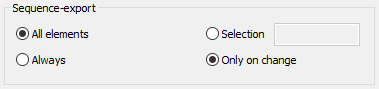 Sequence-export
All elements Selection
Always Only on change